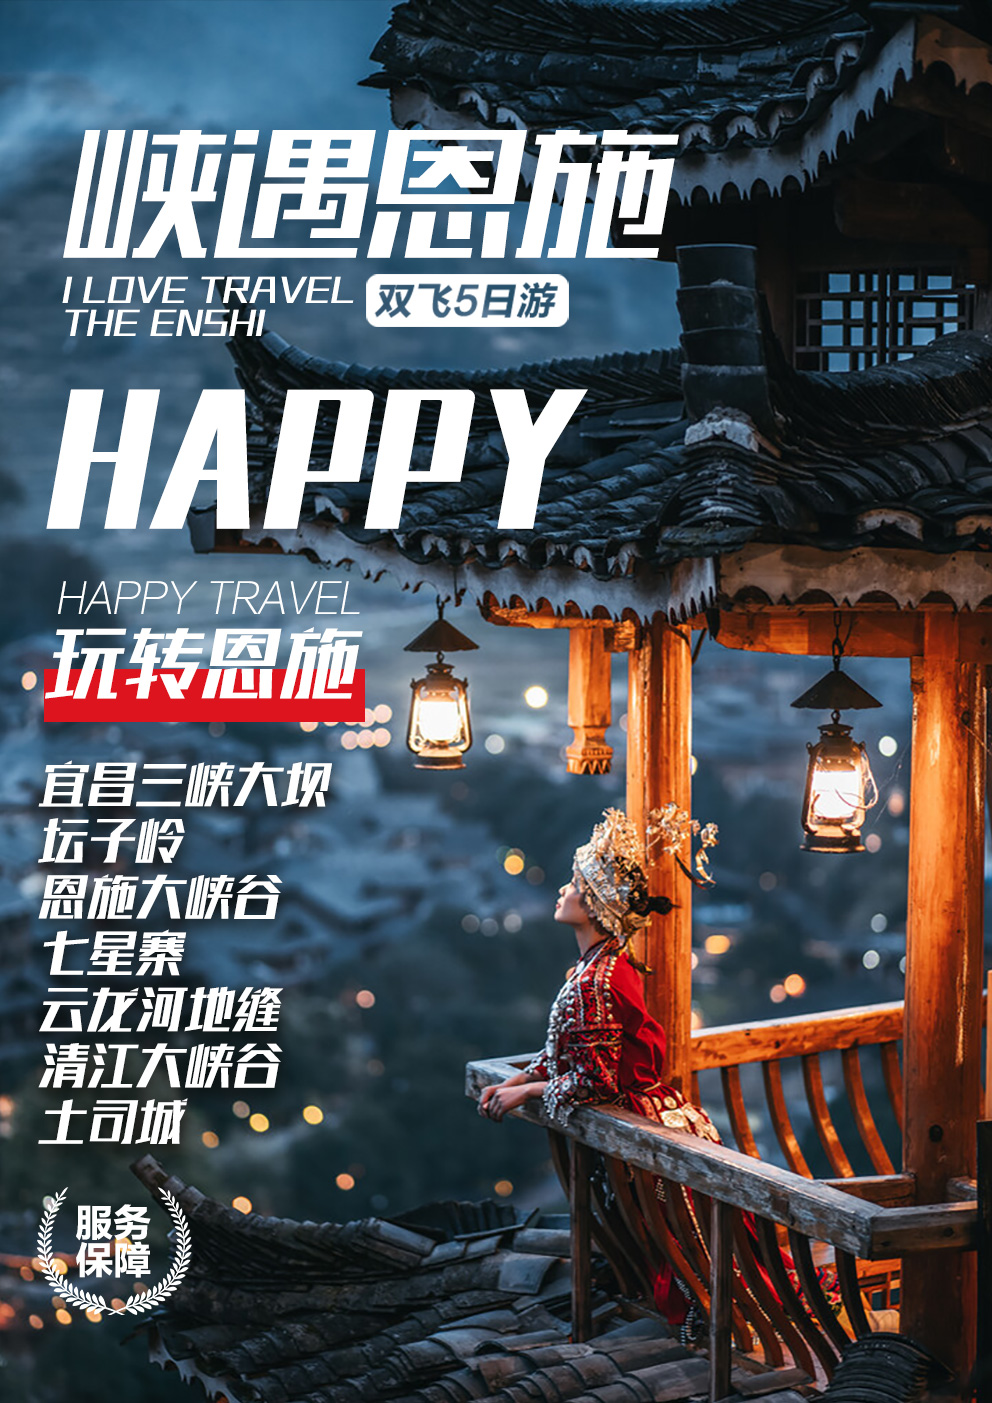 峡遇恩施
I LOVE TRAVEL
THE ENSHI
双飞5日游
HAPPY
HAPPY TRAVEL
玩转恩施
宜昌三峡大坝
坛子岭
恩施大峡谷
七星寨
云龙河地缝
清江大峡谷
土司城
服务
保障